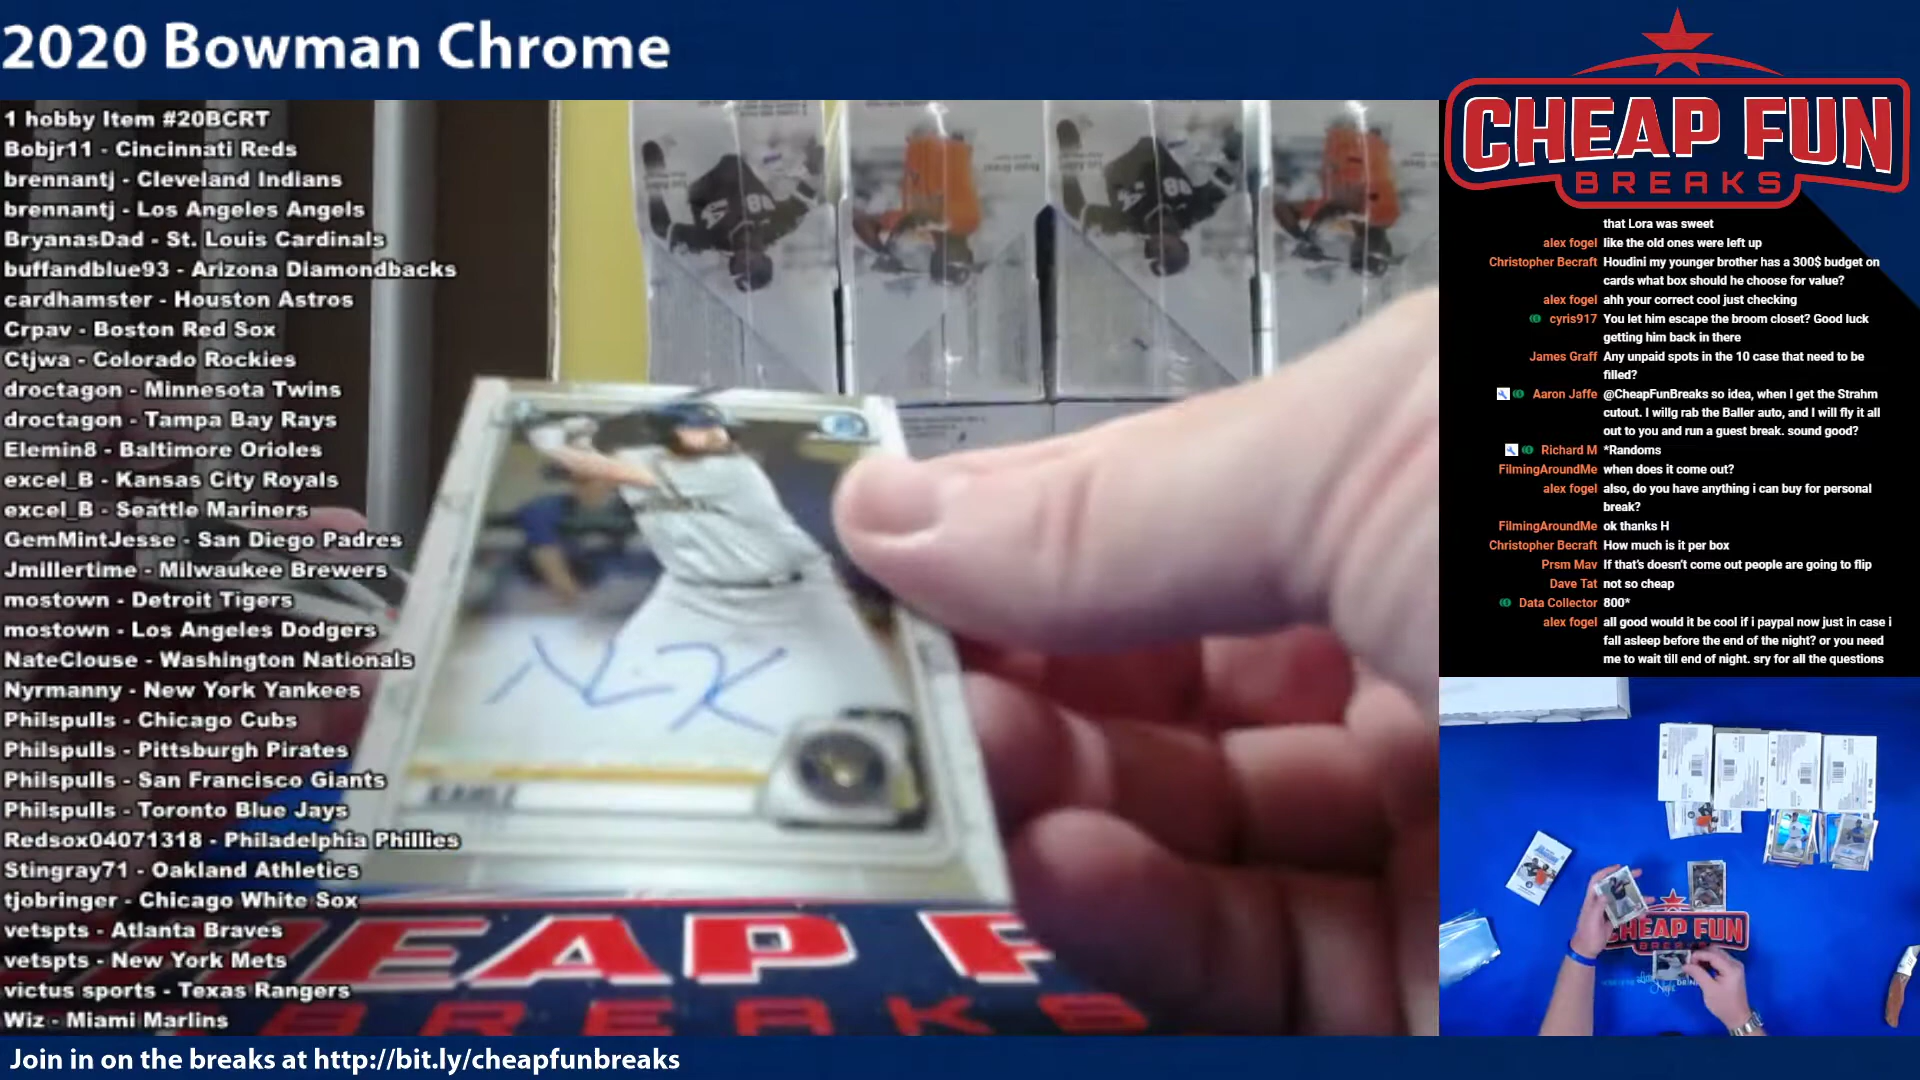 2020 Bowman Chrome
1 hobby Item #20BCRT
Bobjr11 - Cincinnati Reds
brennantj - Cleveland Indians
brennantj - Los Angeles Angels
BryanasDad - St. Louis Cardinals
buffandblue93 - Arizona Diamondbacks
cardhamster - Houston Astros
Crpav - Boston Red Sox
Ctjwa - Colorado Rockies
droctagon - Minnesota Twins
droctagon - Tampa Bay Rays
Elemin8 - Baltimore Orioles
excel_B - Kansas City Royals
excel_B - Seattle Mariners
GemMintJesse - San Diego Padres
Jmillertime - Milwaukee Brewers
mostown - Detroit Tigers
mostown - Los Angeles Dodgers
NateClouse - Washington Nationals
Nyrmanny - New York Yankees
Philspulls - Chicago Cubs
Philspulls - Pittsburgh Pirates
Philspulls - San Francisco Giants
Philspulls - Toronto Blue Jays
Redsox04071318 - Philadelphia Phillies
Stingray71 - Oakland Athletics
tjobringer - Chicago White Sox
vetspts - Atlanta Braves
vetspts - New York Mets
victus sports - Texas Rangers
Wiz - Miami Marlins
EAP F
BREAKS
CHEAP FUN
BREAKS
that Lora was sweet
alex fogel like the old ones were left up
Christopher Becraft Houdini my younger brother has a 300$ budget on
cards what box should he choose for value?
alex fogel ahh your correct cool just checking
cyris917 You let him escape the broom closet? Good luck
getting him back in there
James Graff Any unpaid spots in the 10 case that need to be
filled?
Aaron Jaffe @CheapFunBreaks so idea, when I get the Strahm
cutout. I willg rab the Baller auto, and I will fly it all
out to you and run a guest break. sound good?
Richard M *Randoms
FilmingAroundMe when does it come out?
alex fogel also, do you have anything i can buy for personal
break?
FilmingAroundMe ok thanks H
Christopher Becraft How much is it per box
Prsm Mav If that's doesn't come out people are going to flip
Dave Tat not so cheap
Data Collector 800*
alex fogel all good would it be cool if i paypal now just in case i
fall asleep before the end of the night? or you need
me to wait till end of night. sry for all the questions
CHEAP FUN
BREAKS
Join in on the breaks at http://bit.ly/cheapfunbreaks